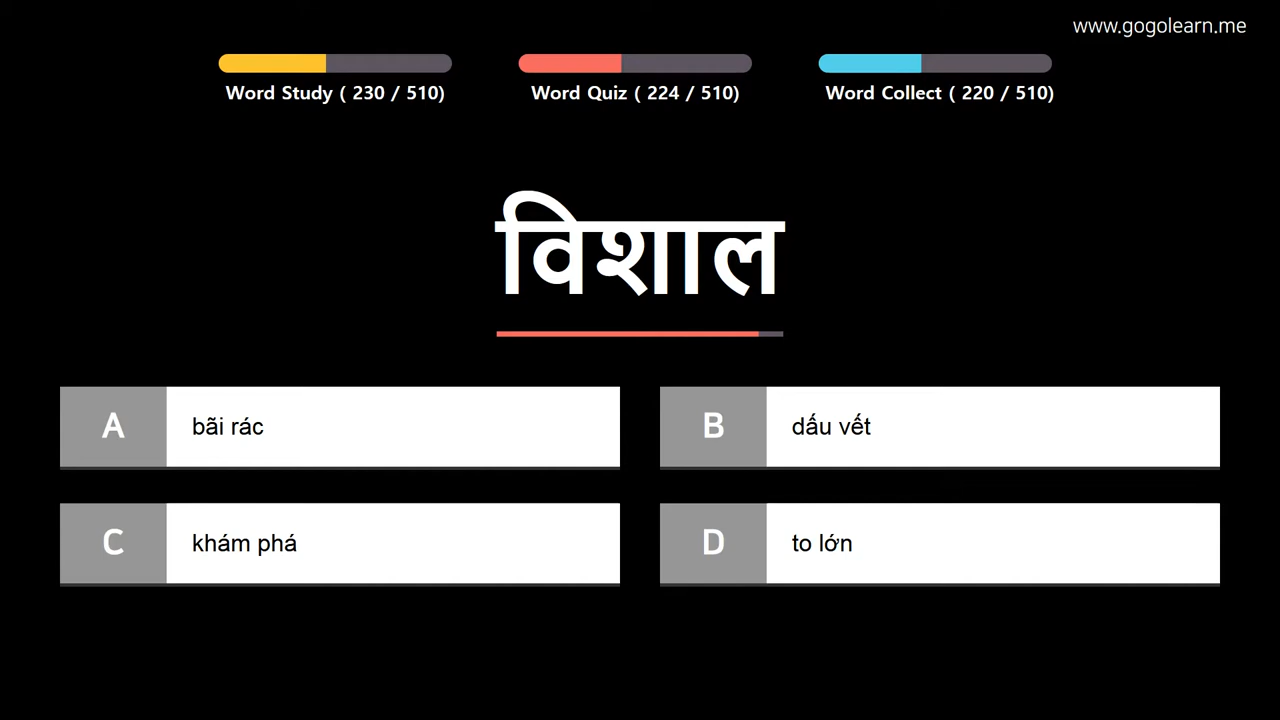 www.gogolearn.me
Word Study ( 230 / 510)
Word Quiz ( 224 / 510)
Word Collect ( 220 / 510)
विशाल
A
bãi rác
B
dấu vết
C
khám phá
D
to lớn